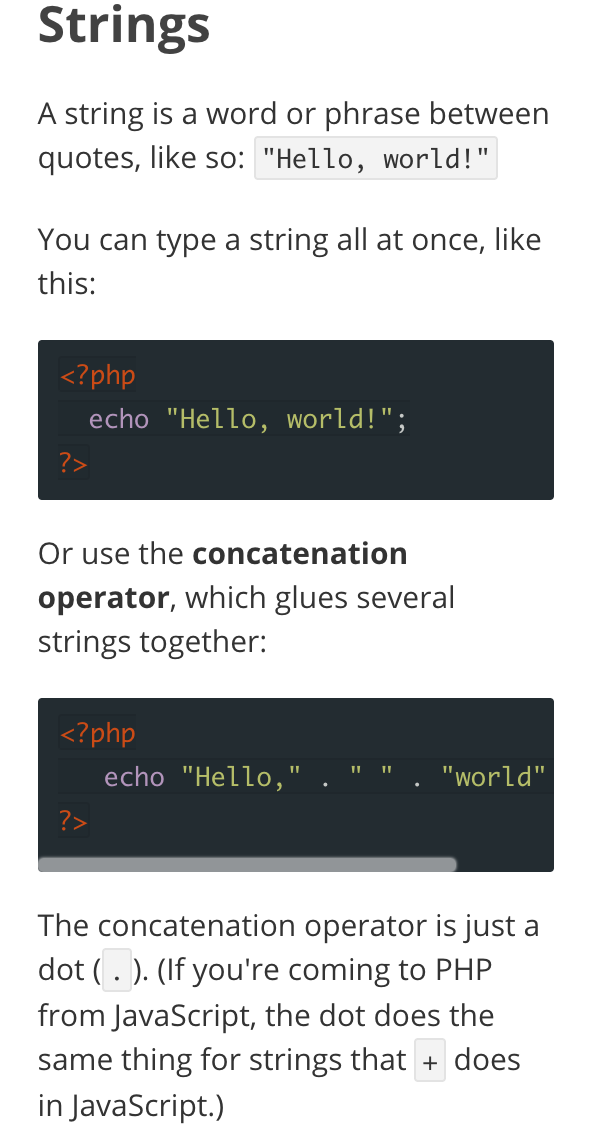 Strings
A string is a word or phrase between
quotes, like so: "Hello, world!"
You can type a string all at once, like
this:
<?php
  echo "Hello, world!";
?>
Or use the concatenation
operator, which glues several
strings together:
<?php
   echo "Hello," . " " . "world"
?>
The concatenation operator is just a
dot ( . ). (If you're coming to PHP
from JavaScript, the dot does the
same thing for strings that + does
in JavaScript.)